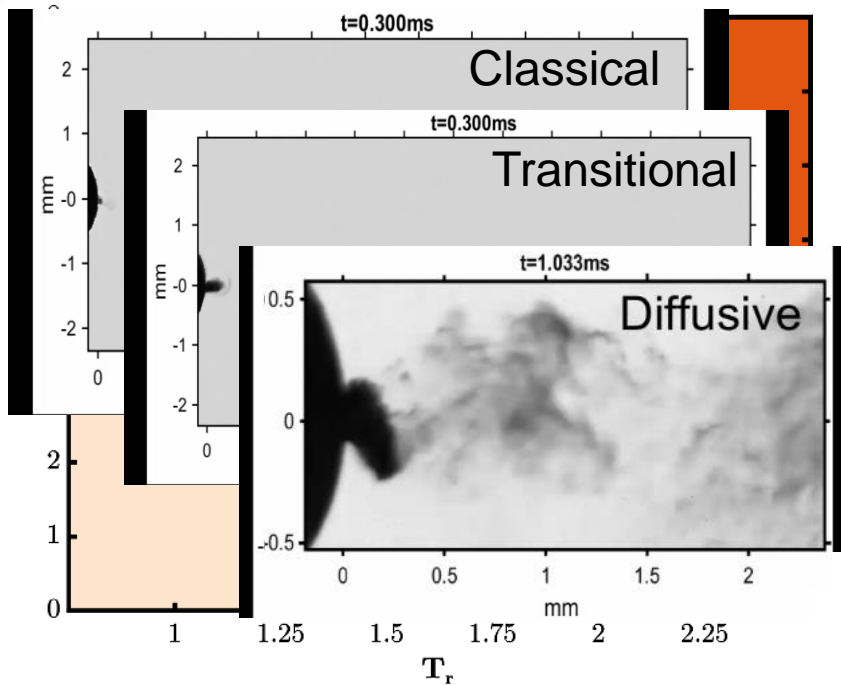 t=0.300ms
Classical
2
1
-0
-1
-2
mm
0
t=0.300ms
Transitional
2
1
-0
-1
-2
mm
0
t=1.033ms
Diffusive
0.5
0
-0.5
0 0.5 1 1.5 2
mm
2
1
0
1 1.25 1.5 1.75 2 2.25
Tr